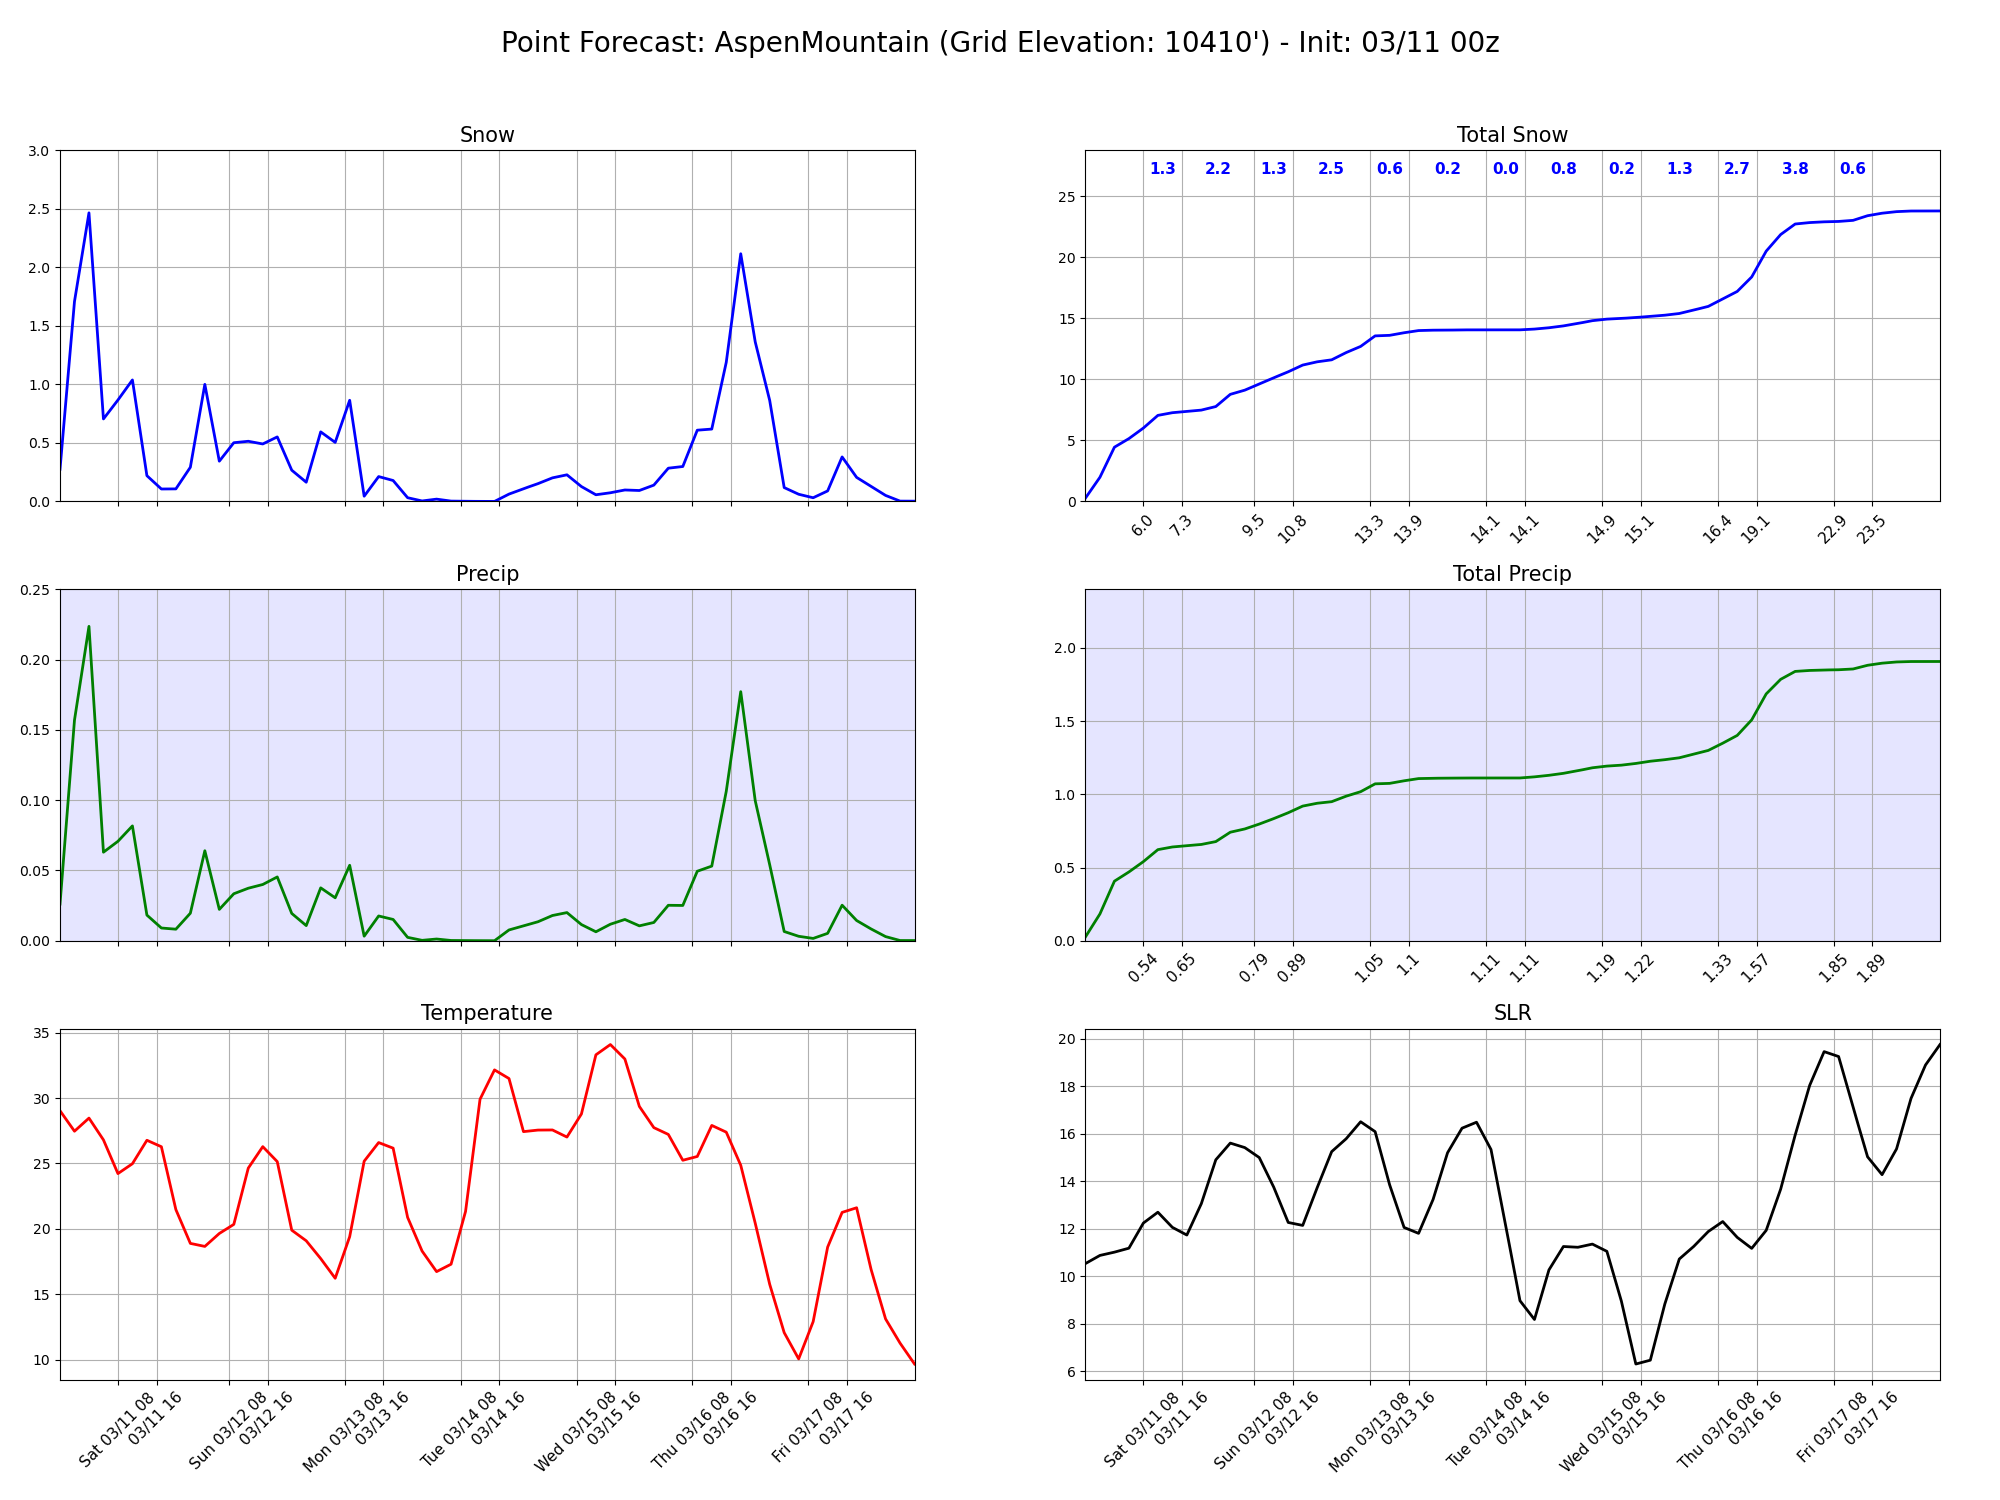 Point Forecast: AspenMountain (Grid Elevation: 10410') - Init: 03/11 00z
Snow
3.0
2.5
2.0
1.5
1.0
0.5
0.0
Total Snow
1.3 2.2 1.3 2.5 0.6 0.2 0.0 0.8 0.2 1.3 2.7 3.8 0.6
25
20
15
10
5
0
6.0 7.3 9.5 10.8 13.3 13.9 14.1 14.1 14.9 15.1 16.4 19.1 22.9 23.5
Precip
0.25
0.20
0.15
0.10
0.05
0.00
Total Precip
2.0
1.5
1.0
0.5
0.0
0.54 0.65 0.79 0.89 1.05 1.1 1.11 1.11 1.19 1.22 1.33 1.57 1.85 1.89
Temperature
35
30
25
20
15
10
Sat 03/11 08
03/11 16
Sun 03/12 08
03/12 16
Mon 03/13 08
03/13 16
Tue 03/14 08
03/14 16
Wed 03/15 08
03/15 16
Thu 03/16 08
03/16 16
Fri 03/17 08
03/17 16
SLR
20
18
16
14
12
10
8
6
Sat 03/11 08
03/11 16
Sun 03/12 08
03/12 16
Mon 03/13 08
03/13 16
Tue 03/14 08
03/14 16
Wed 03/15 08
03/15 16
Thu 03/16 08
03/16 16
Fri 03/17 08
03/17 16